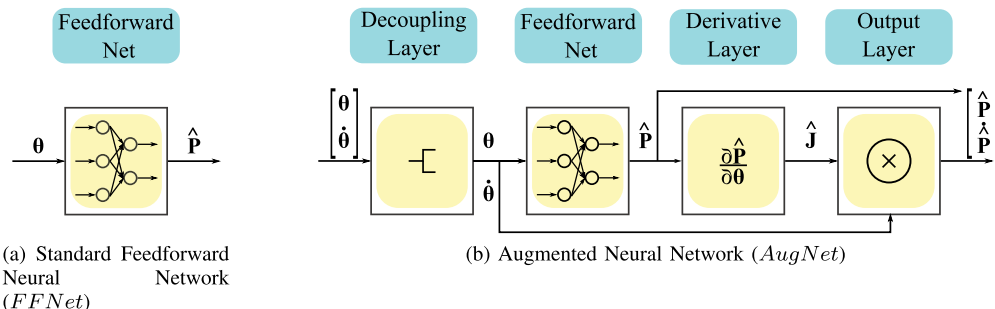 Feedforward
Net
θ
P̂
(a) Standard Feedforward
Neural Network
(FFNet)
Decoupling
Layer
Feedforward
Net
Derivative
Layer
Output
Layer
[θ
θ̇]
θ
θ̇
P̂
∂P̂
∂θ
Ĵ
×
[P̂
P̂̇]
(b) Augmented Neural Network (AugNet)